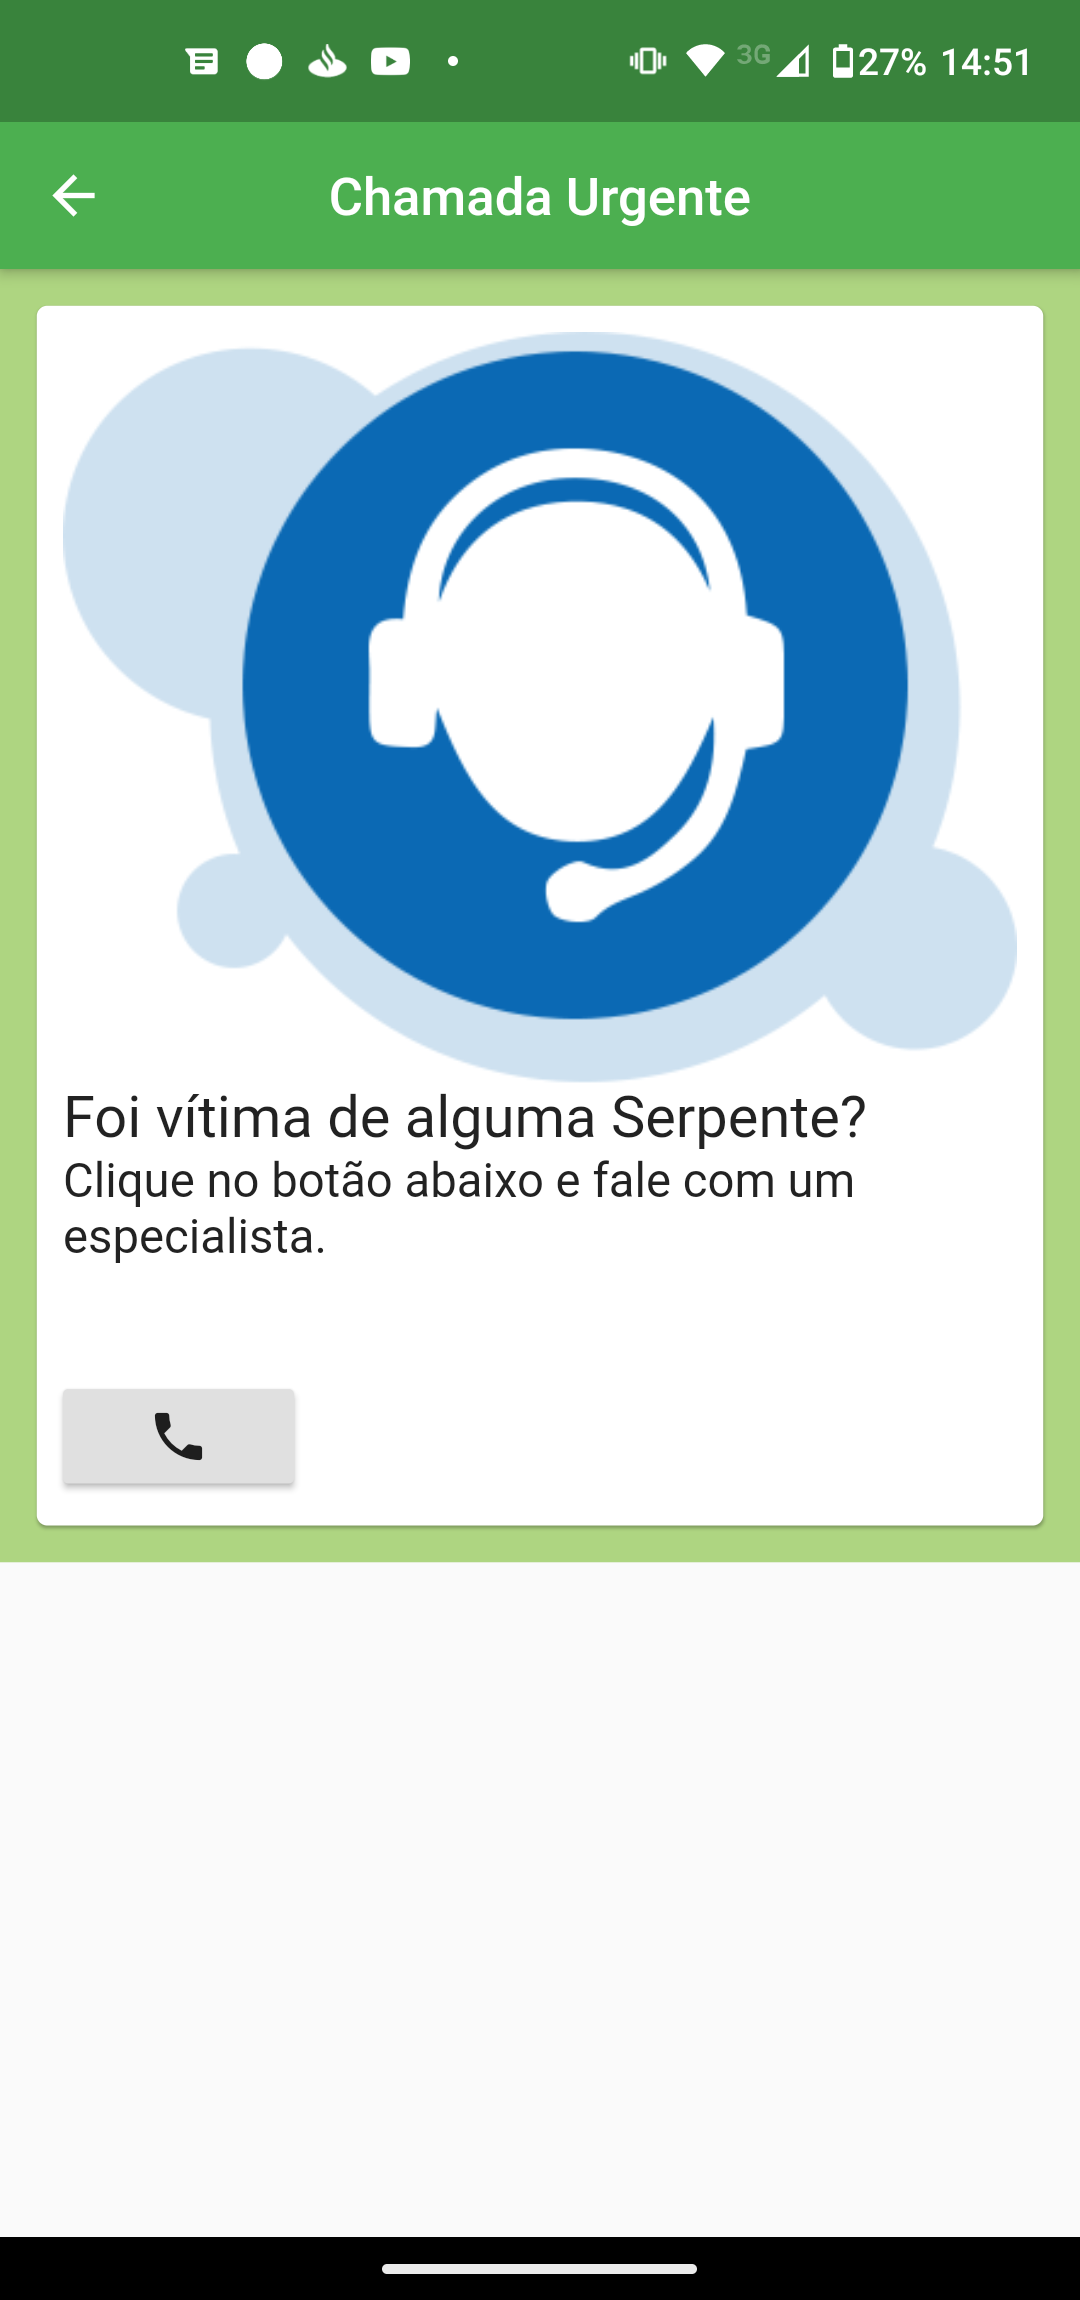 3G 27% 14:51
Chamada Urgente
Foi vítima de alguma Serpente?
Clique no botão abaixo e fale com um
especialista.